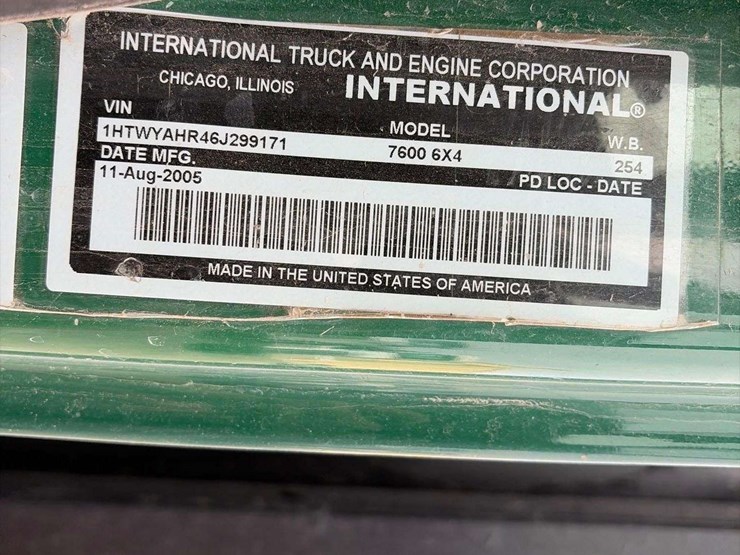 INTERNATIONAL TRUCK AND ENGINE CORPORATION
CHICAGO, ILLINOIS INTERNATIONAL®
VIN MODEL W.B.
1HTWYAHR46J299171 7600 6X4 254
DATE MFG. PD LOC - DATE
11-Aug-2005
MADE IN THE UNITED STATES OF AMERICA